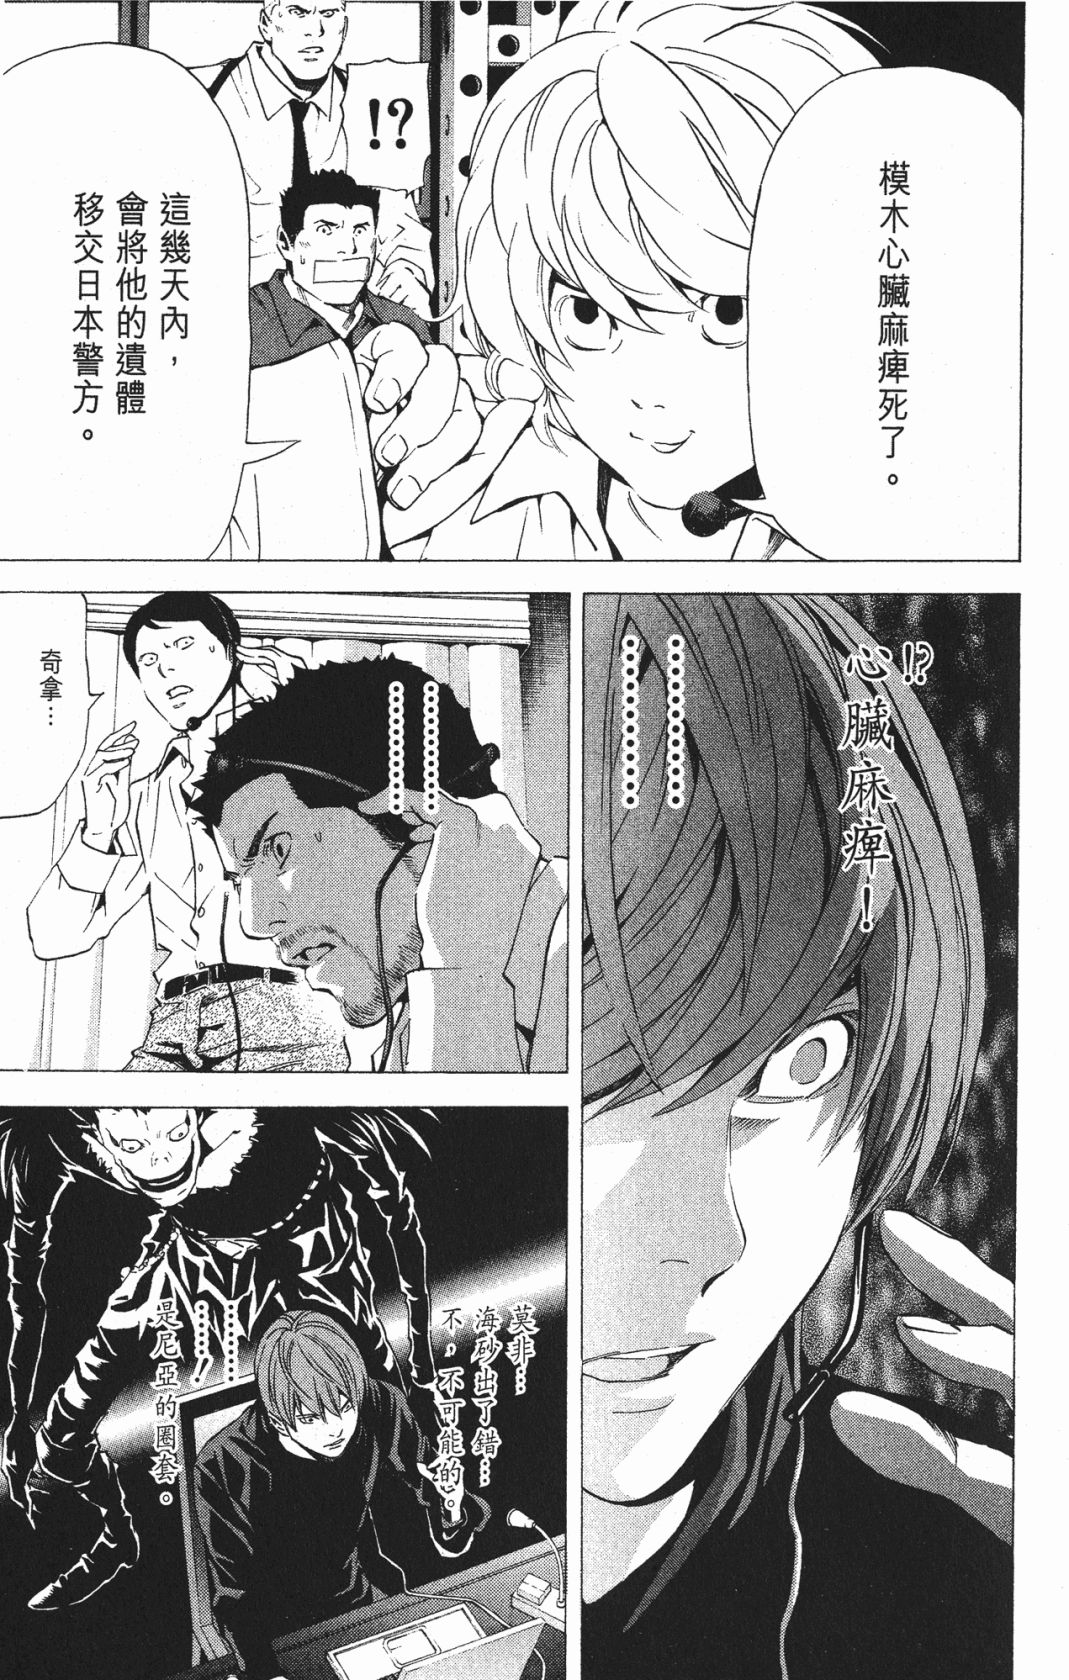 模木心臟麻痺死了。
!?
這幾天內，
會將他的遺體
移交日本警方。
!?
心臟麻痺！
…………
…………
…………
…………
奇拿…
莫非…
海砂出了錯…
不，不可能的。
…………
……！
是尼亞的圈套。